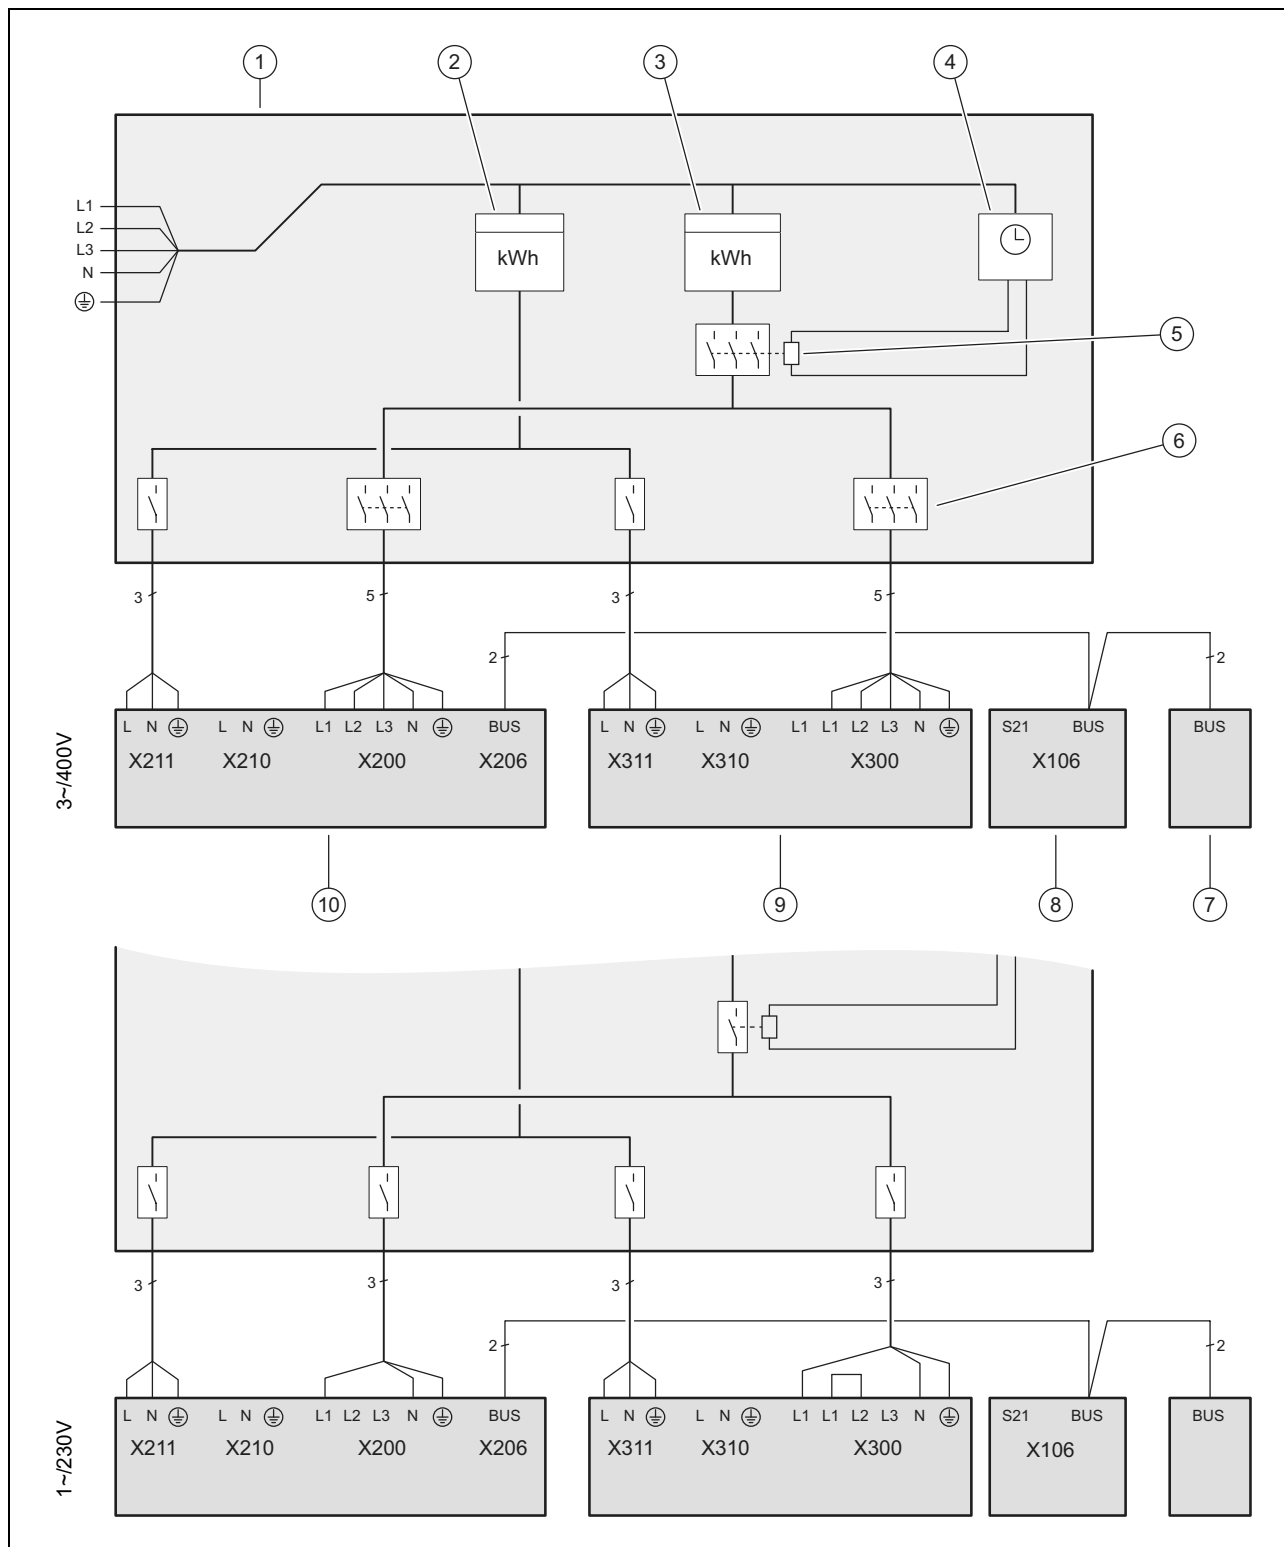 1 2 3 4
L1
L2
L3
N
kWh kWh
5
6
3 5 3 5
2 2
3~/400V
L N L N L1 L2 L3 N BUS L N L N L1 L1 L2 L3 N S21 BUS BUS
X211 X210 X200 X206 X311 X310 X300 X106
10 9 8 7
3 3 3 3
2 2
1~/230V
L N L N L1 L2 L3 N BUS L N L N L1 L1 L2 L3 N S21 BUS BUS
X211 X210 X200 X206 X311 X310 X300 X106